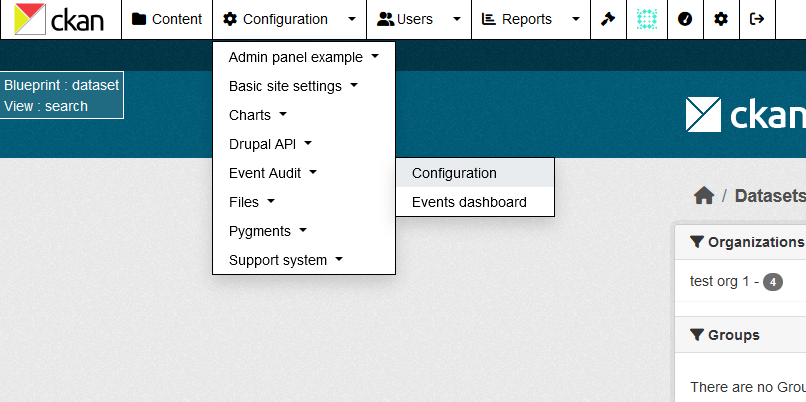 ckan Content Configuration Users Reports
Admin panel example
Blueprint : dataset
Basic site settings
View : search
Charts
ckan
Drupal API
Event Audit
Configuration
Files
Events dashboard
/ Datasets
Pygments
Organizations
Support system
test org 1 - 4
Groups
There are no Grou